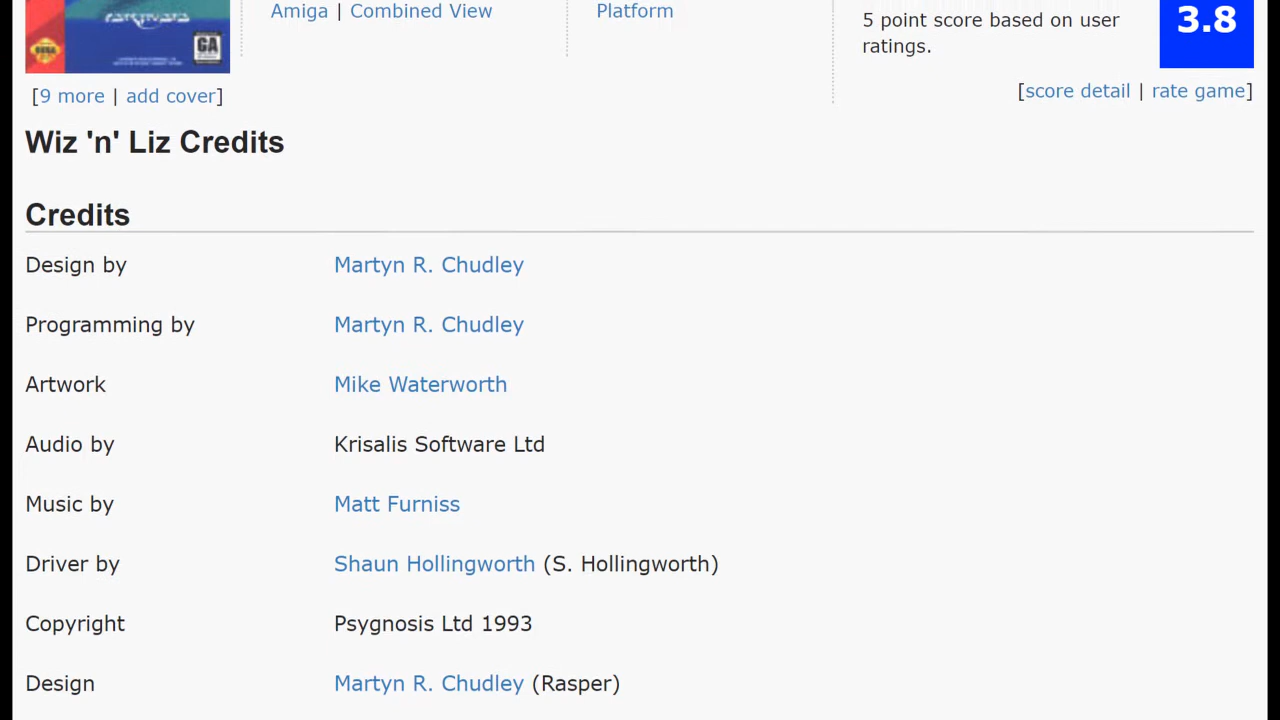 Amiga | Combined View
Platform
5 point score based on user
ratings.
3.8
GA
[9 more | add cover]
[score detail | rate game]
Wiz 'n' Liz Credits
Credits
Design by Martyn R. Chudley
Programming by Martyn R. Chudley
Artwork Mike Waterworth
Audio by Krisalis Software Ltd
Music by Matt Furniss
Driver by Shaun Hollingworth (S. Hollingworth)
Copyright Psygnosis Ltd 1993
Design Martyn R. Chudley (Rasper)